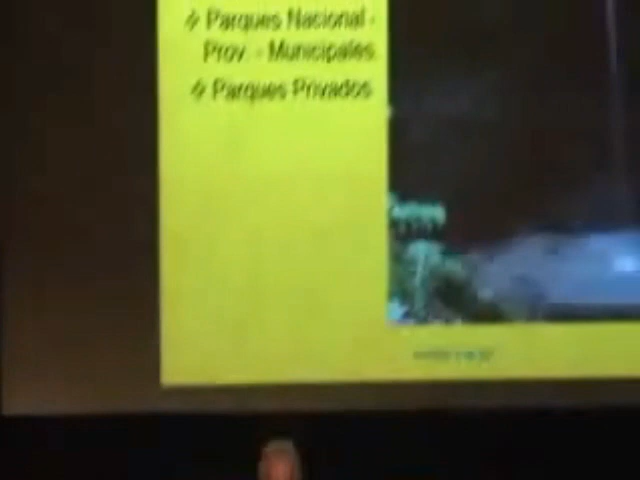 Parques Nacional -
Prov. - Municipales
Parques Privados